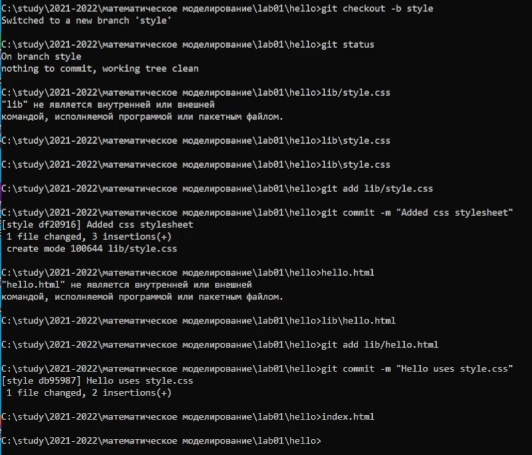 C:\study\2021-2022\математическое моделирование\lab01\hello>git checkout -b style
Switched to a new branch 'style'
C:\study\2021-2022\математическое моделирование\lab01\hello>git status
On branch style
nothing to commit, working tree clean
C:\study\2021-2022\математическое моделирование\lab01\hello>lib/style.css
"lib" не является внутренней или внешней
командой, исполняемой программой или пакетным файлом.
C:\study\2021-2022\математическое моделирование\lab01\hello>lib\style.css
C:\study\2021-2022\математическое моделирование\lab01\hello>lib\style.css
C:\study\2021-2022\математическое моделирование\lab01\hello>git add lib/style.css
C:\study\2021-2022\математическое моделирование\lab01\hello>git commit -m "Added css stylesheet"
[style df20916] Added css stylesheet
1 file changed, 3 insertions(+)
create mode 100644 lib/style.css
C:\study\2021-2022\математическое моделирование\lab01\hello>hello.html
"hello.html" не является внутренней или внешней
командой, исполняемой программой или пакетным файлом.
C:\study\2021-2022\математическое моделирование\lab01\hello>lib\hello.html
C:\study\2021-2022\математическое моделирование\lab01\hello>git add lib/hello.html
C:\study\2021-2022\математическое моделирование\lab01\hello>git commit -m "Hello uses style.css"
[style db95987] Hello uses style.css
1 file changed, 2 insertions(+)
C:\study\2021-2022\математическое моделирование\lab01\hello>index.html
C:\study\2021-2022\математическое моделирование\lab01\hello>